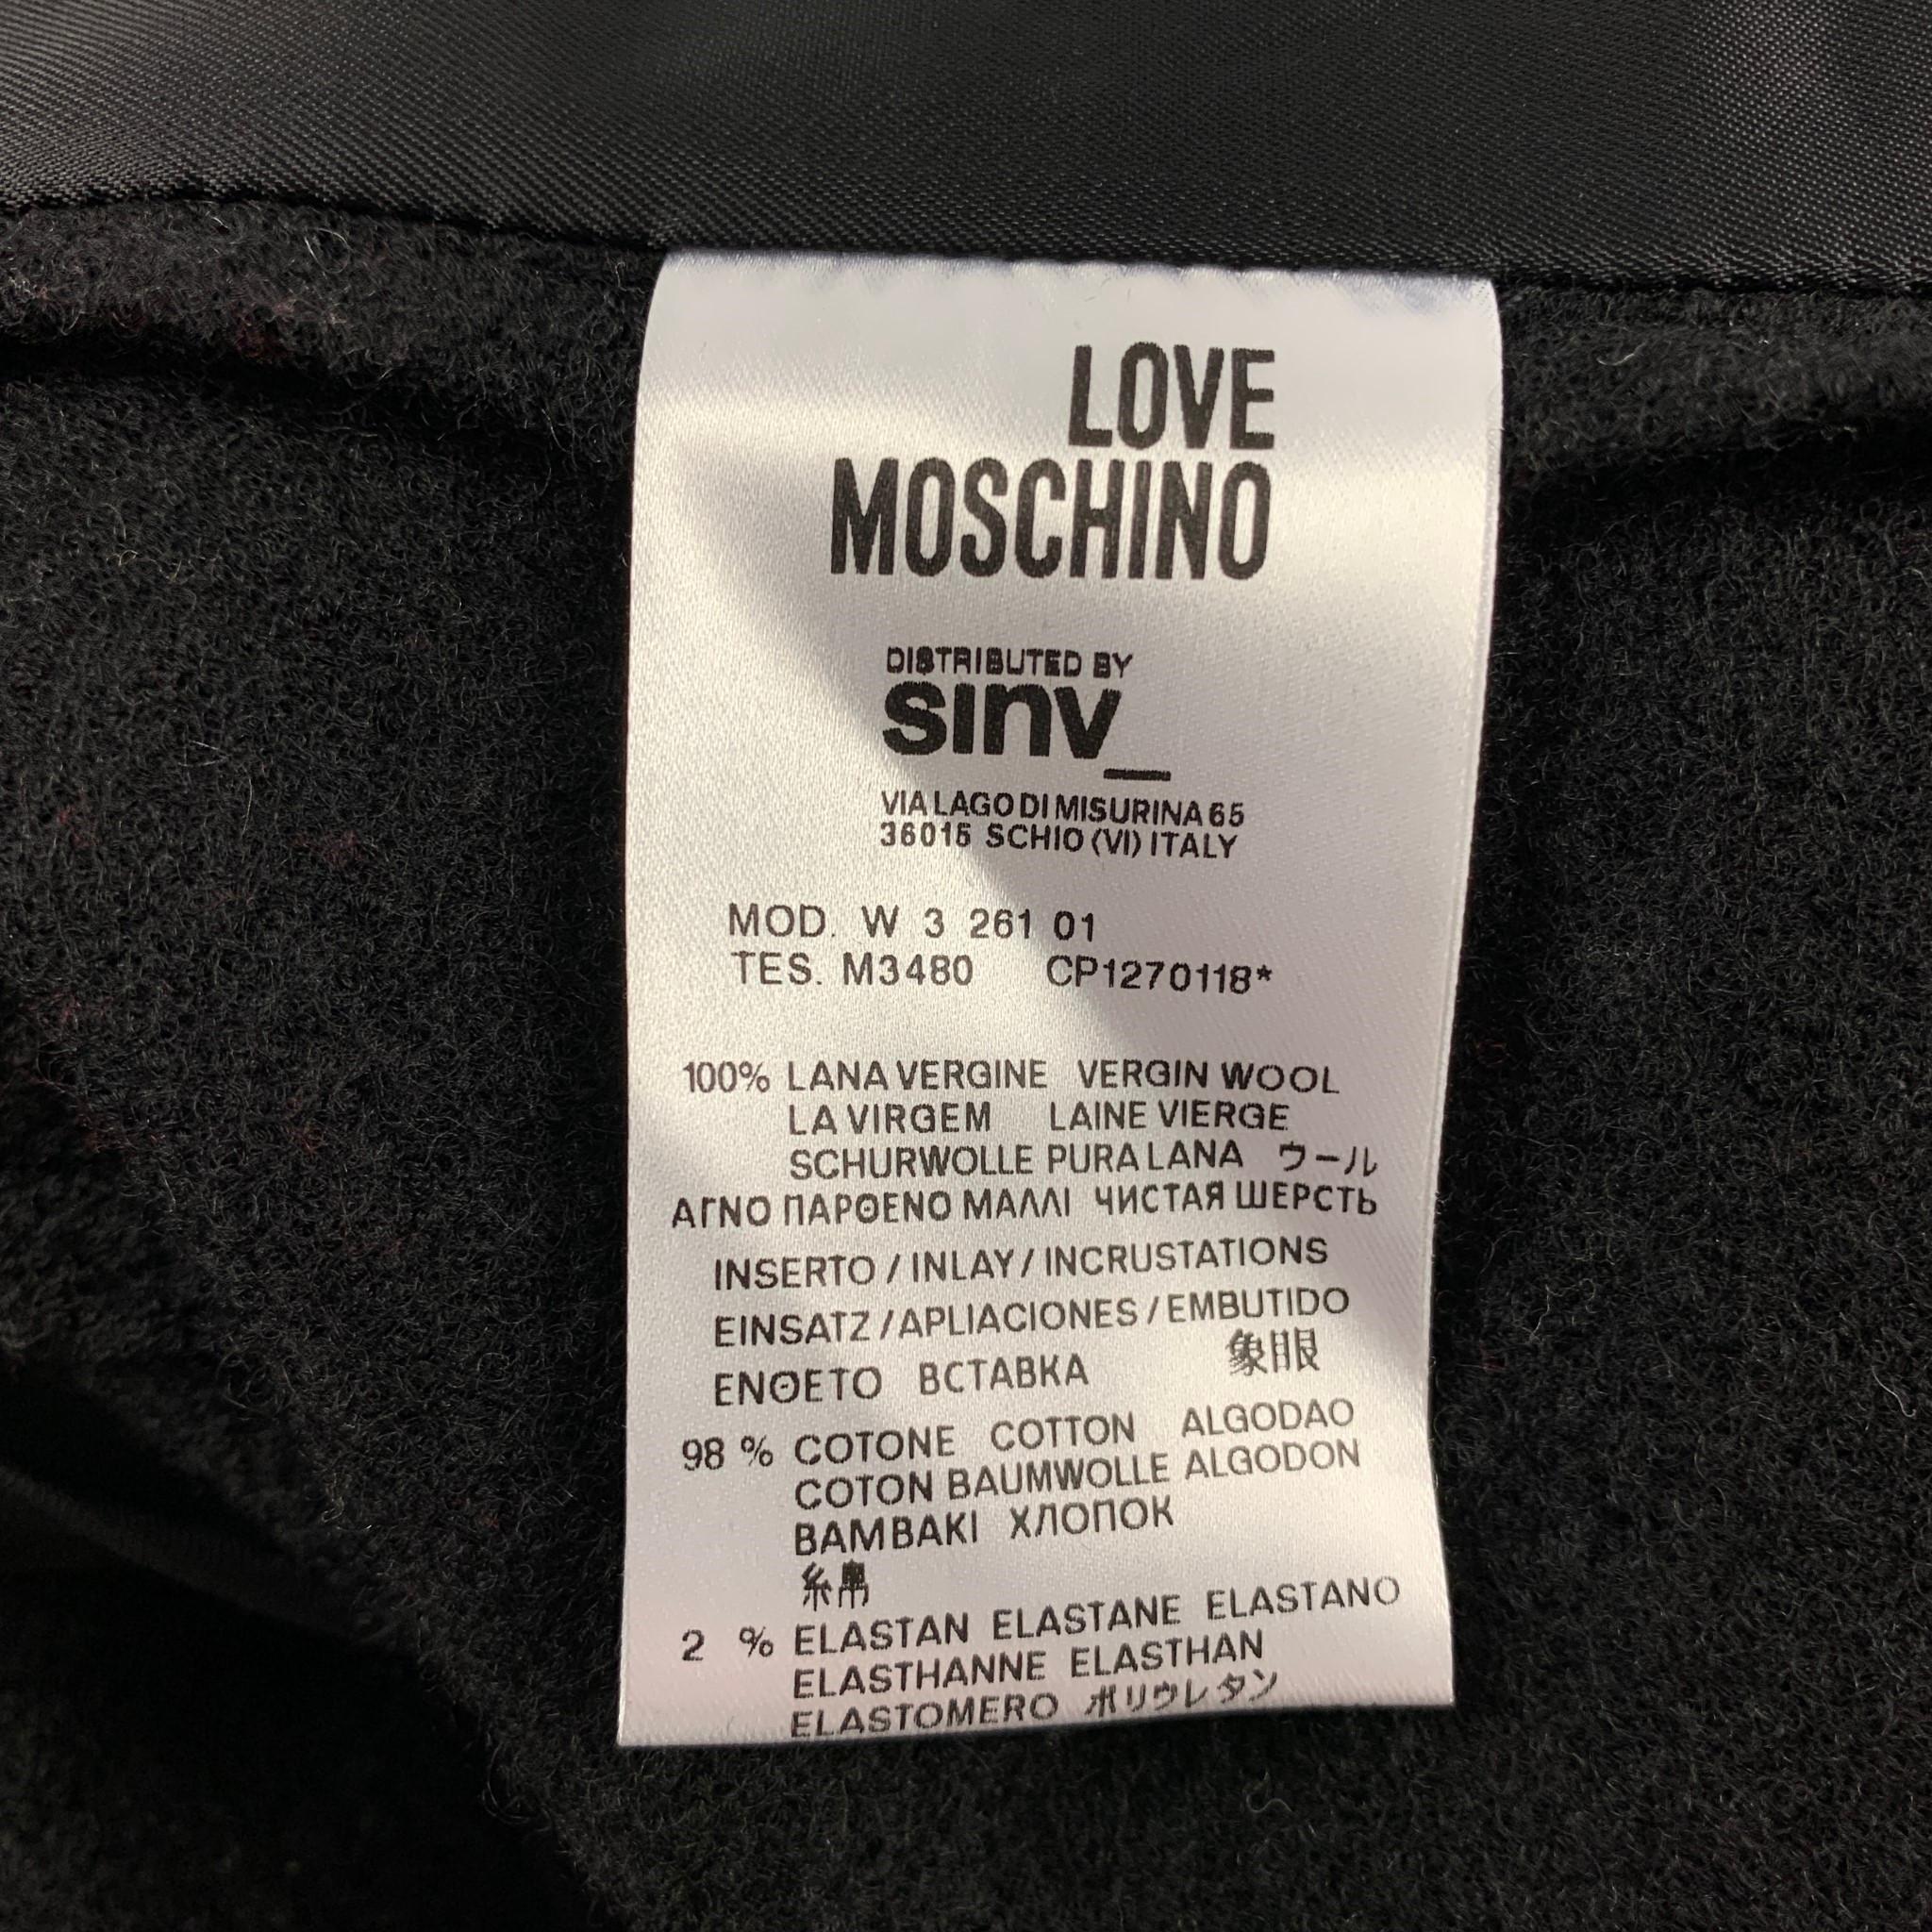 LOVE
MOSCHINO
DISTRIBUTED BY
sinv_
VIA LAGO DI MISURINA 65
36015 SCHIO (VI) ITALY
MOD. W 3 261 01
TES. M3480 CP1270118*
100% LANA VERGINE VERGIN WOOL
LA VIRGEM LAINE VIERGE
SCHURWOLLE PURA LANA ウール
ΑΓΝΟ ΠΑΡΘΕΝΟ ΜΑΛΛΙ ЧИСТАЯ ШЕРСТЬ
INSERTO / INLAY / INCRUSTATIONS
EINSATZ / APLIACIONES / EMBUTIDO
ΕΝΘΕΤΟ ВСТАВКА 象眼
98 % COTONE COTTON ALGODAO
COTON BAUMWOLLE ALGODON
BAMBAKI ХЛОПОК
2 % ELASTAN ELASTANE ELASTANO
ELASTHANNE ELASTHAN
ELASTOMERO ポリウレタン